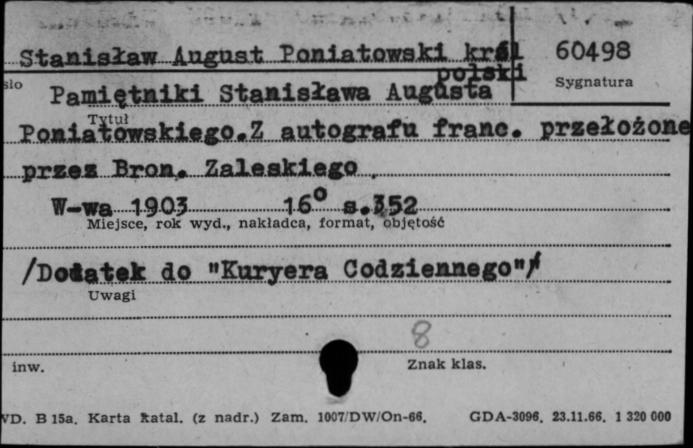 Stanisław August Poniatowski król 60498
polski
sło Sygnatura
Pamiętniki Stanisława Augusta
Tytuł
Poniatowskiego.Z autografu franc. przełożone
przez Bron. Zaleskiego
W-wa 1903 16° s.352
Miejsce, rok wyd., nakładca, format, objętość
/Dodatek do "Kuryera Codziennego"/
Uwagi
8
inw. Znak klas.
WD. B 15a. Karta katal. (z nadr.) Zam. 1007/DW/On-66. GDA-3096. 23.11.66. 1 320 000